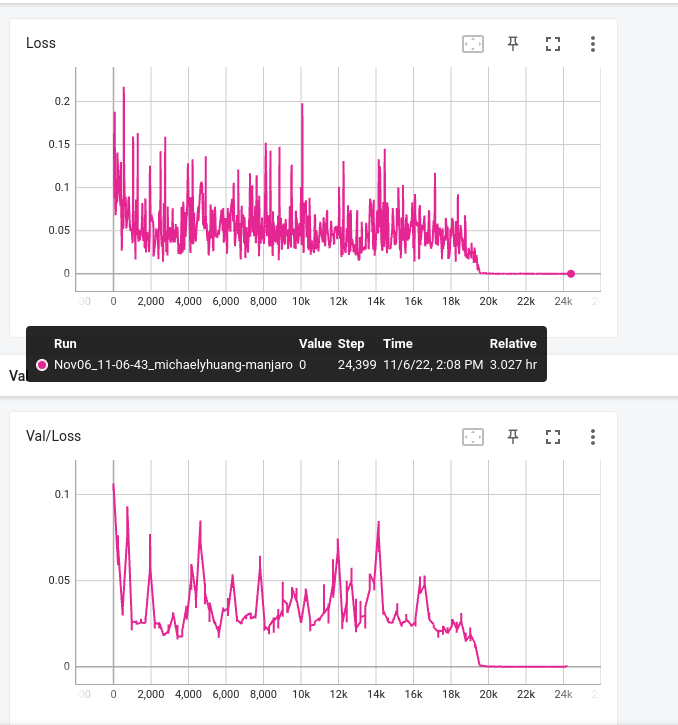 Loss
0.2
0.15
0.1
0.05
0
00 0 2,000 4,000 6,000 8,000 10k 12k 14k 16k 18k 20k 22k 24k 2
Run Value Step Time Relative
Nov06_11-06-43_michaelyhuang-manjaro 0 24,399 11/6/22, 2:08 PM 3.027 hr
Va
Val/Loss
0.1
0.05
0
00 0 2,000 4,000 6,000 8,000 10k 12k 14k 16k 18k 20k 22k 24k 2